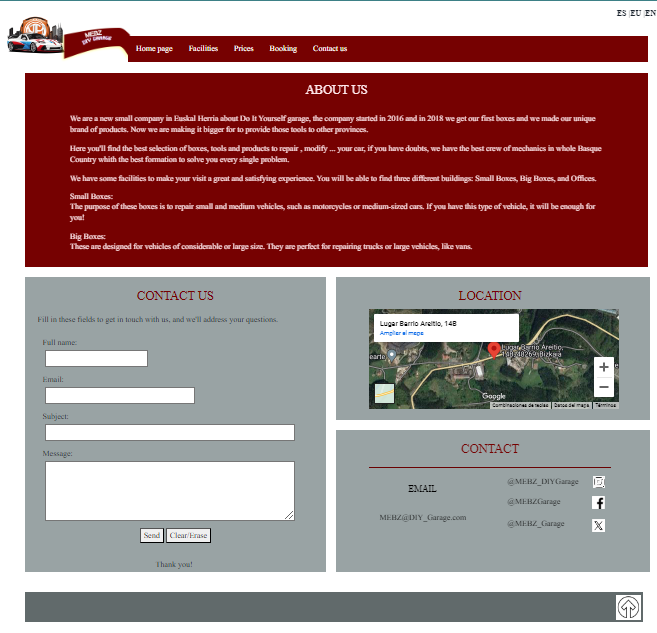 ES |EU |EN
MEBZ
DIY GARAGE
Home page Facilities Prices Booking Contact us
ABOUT US
We are a new small company in Euskal Herria about Do It Yourself garage, the company started in 2016 and in 2018 we get our first boxes and we made our unique
brand of products. Now we are making it bigger for to provide those tools to other provinces.
Here you'll find the best selection of boxes, tools and products to repair , modify ... your car, if you have doubts, we have the best crew of mechanics in whole Basque
Country whith the best formation to solve you every single problem.
We have some facilities to make your visit a great and satisfying experience. You will be able to find three different buildings: Small Boxes, Big Boxes, and Offices.
Small Boxes:
The purpose of these boxes is to repair small and medium vehicles, such as motorcycles or medium-sized cars. If you have this type of vehicle, it will be enough for
you!
Big Boxes:
These are designed for vehicles of considerable or large size. They are perfect for repairing trucks or large vehicles, like vans.
CONTACT US
Fill in these fields to get in touch with us, and we'll address your questions.
Full name:
Email:
Subject:
Message:
Send Clear/Erase
Thank you!
LOCATION
Lugar Barrio Areitio, 14B
Ampliar el mapa
earte
Lugar Barrio Areitio,
14B, 48269, Bizkaia
Google
Combinaciones de teclas Datos del mapa Términos
CONTACT
EMAIL
MEBZ@DIY_Garage.com
@MEBZ_DIYGarage
@MEBZGarage
@MEBZ_Garage